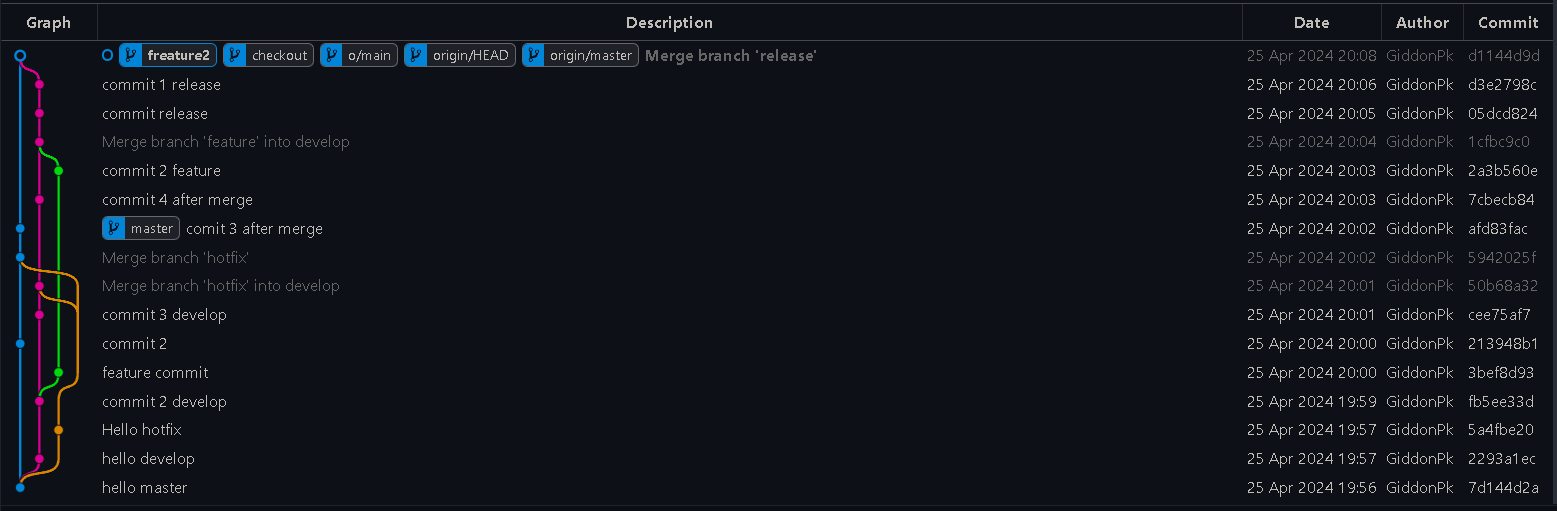 Graph Description Date Author Commit
freature2 checkout o/main origin/HEAD origin/master Merge branch 'release' 25 Apr 2024 20:08 GiddonPk d1144d9d
commit 1 release 25 Apr 2024 20:06 GiddonPk d3e2798c
commit release 25 Apr 2024 20:05 GiddonPk 05dcd824
Merge branch 'feature' into develop 25 Apr 2024 20:04 GiddonPk 1cfbc9c0
commit 2 feature 25 Apr 2024 20:03 GiddonPk 2a3b560e
commit 4 after merge 25 Apr 2024 20:03 GiddonPk 7cbecb84
master comit 3 after merge 25 Apr 2024 20:02 GiddonPk afd83fac
Merge branch 'hotfix' 25 Apr 2024 20:02 GiddonPk 5942025f
Merge branch 'hotfix' into develop 25 Apr 2024 20:01 GiddonPk 50b68a32
commit 3 develop 25 Apr 2024 20:01 GiddonPk cee75af7
commit 2 25 Apr 2024 20:00 GiddonPk 213948b1
feature commit 25 Apr 2024 20:00 GiddonPk 3bef8d93
commit 2 develop 25 Apr 2024 19:59 GiddonPk fb5ee33d
Hello hotfix 25 Apr 2024 19:57 GiddonPk 5a4fbe20
hello develop 25 Apr 2024 19:57 GiddonPk 2293a1ec
hello master 25 Apr 2024 19:56 GiddonPk 7d144d2a